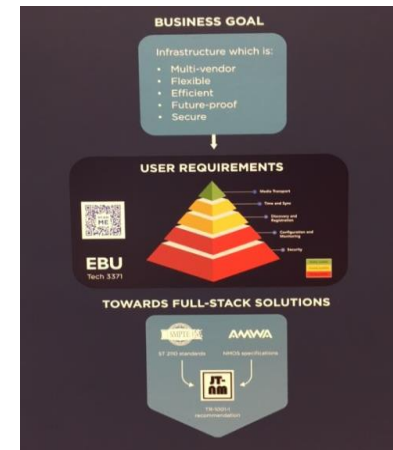 BUSINESS GOAL
Infrastructure which is:
• Multi-vendor
• Flexible
• Efficient
• Future-proof
• Secure
USER REQUIREMENTS
Media Transport
Time and Sync
Discovery and
Registration
Configuration and
Monitoring
Security
ME
EBU
Tech 3371
TOWARDS FULL-STACK SOLUTIONS
SMPTE
AMWA
ST 2110 standards
NMOS specifications
JT-
NM
TR-1001-1
recommendation